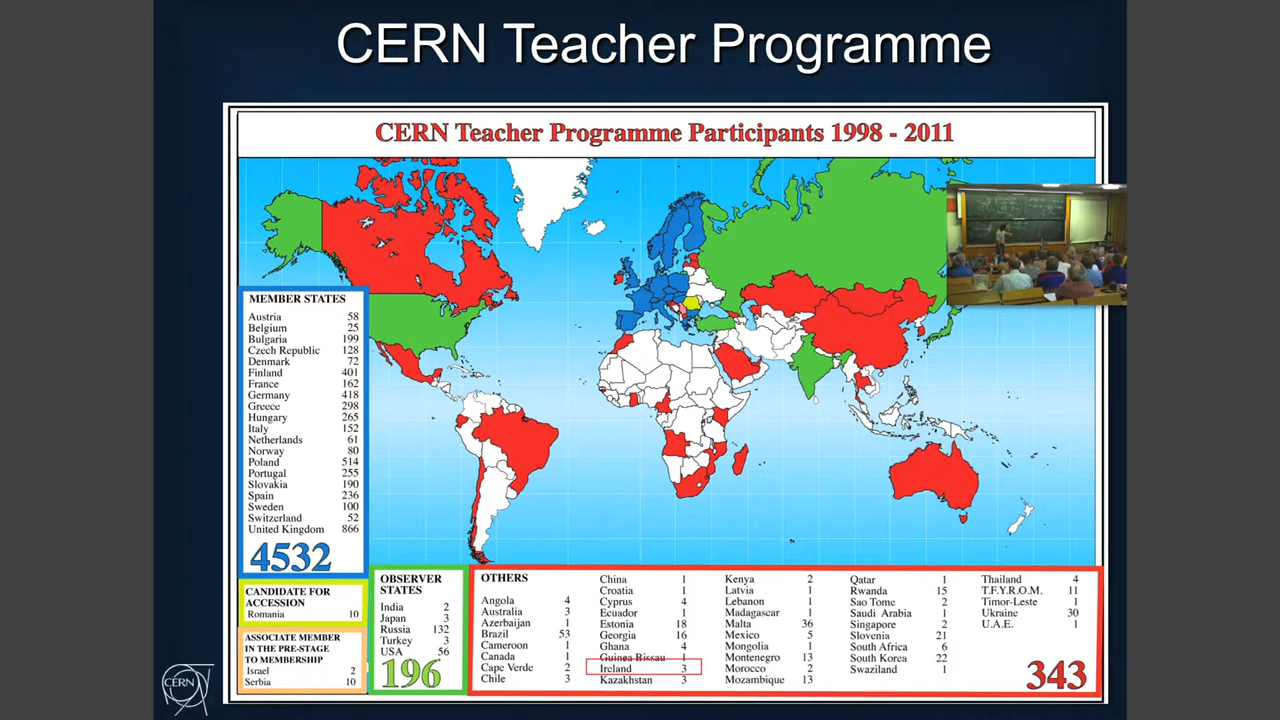 CERN Teacher Programme
CERN Teacher Programme Participants 1998 - 2011
MEMBER STATES
Austria 58
Belgium 25
Bulgaria 199
Czech Republic 128
Denmark 72
Finland 401
France 162
Germany 418
Greece 298
Hungary 265
Italy 152
Netherlands 61
Norway 80
Poland 514
Portugal 255
Slovakia 190
Spain 236
Sweden 100
Switzerland 52
United Kingdom 866
4532
CANDIDATE FOR
ACCESSION
Romania 10
ASSOCIATE MEMBER
IN THE PRE-STAGE
TO MEMBERSHIP
Israel 2
Serbia 10
OBSERVER
STATES
India 2
Japan 3
Russia 132
Turkey 3
USA 56
196
OTHERS
Angola 4
Australia 3
Azerbaijan 1
Brazil 53
Cameroon 1
Canada 1
Cape Verde 2
Chile 3
China 1
Croatia 1
Cyprus 4
Ecuador 1
Estonia 18
Georgia 16
Ghana 4
Guinea Bissau 1
Ireland 3
Kazakhstan 3
Kenya 2
Latvia 1
Lebanon 1
Madagascar 1
Malta 36
Mexico 5
Mongolia 1
Montenegro 13
Morocco 2
Mozambique 13
Qatar 1
Rwanda 15
Sao Tome 2
Saudi Arabia 1
Singapore 2
Slovenia 21
South Africa 6
South Korea 22
Swaziland 1
Thailand 4
T.F.Y.R.O.M. 11
Timor-Leste 1
Ukraine 30
U.A.E. 1
343
CERN